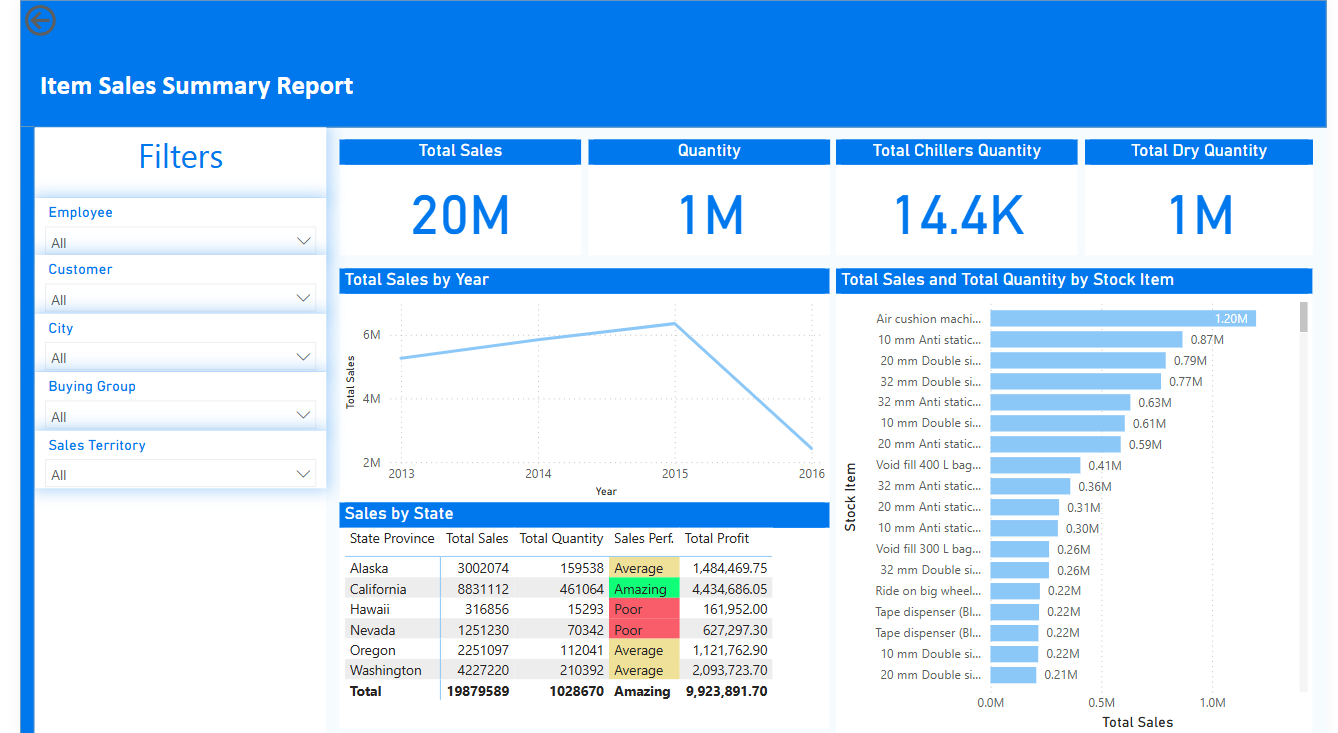 Item Sales Summary Report
Filters
Employee
All
Customer
All
City
All
Buying Group
All
Sales Territory
All
Total Sales
20M
Quantity
1M
Total Chillers Quantity
14.4K
Total Dry Quantity
1M
Total Sales by Year
Total Sales
6M
4M
2M
2013 2014 2015 2016
Year
Sales by State
State Province Total Sales Total Quantity Sales Perf. Total Profit
Alaska 3002074 159538 Average 1,484,469.75
California 8831112 461064 Amazing 4,434,686.05
Hawaii 316856 15293 Poor 161,952.00
Nevada 1251230 70342 Poor 627,297.30
Oregon 2251097 112041 Average 1,121,762.90
Washington 4227220 210392 Average 2,093,723.70
Total 19879589 1028670 Amazing 9,923,891.70
Total Sales and Total Quantity by Stock Item
Stock Item
Air cushion machi... 1.20M
10 mm Anti static... 0.87M
20 mm Double si... 0.79M
32 mm Double si... 0.77M
32 mm Anti static... 0.63M
10 mm Double si... 0.61M
20 mm Anti static... 0.59M
Void fill 400 L bag... 0.41M
32 mm Anti static... 0.36M
20 mm Anti static... 0.31M
10 mm Anti static... 0.30M
Void fill 300 L bag... 0.26M
32 mm Double si... 0.26M
Ride on big wheel... 0.22M
Tape dispenser (Bl... 0.22M
Tape dispenser (Bl... 0.22M
10 mm Double si... 0.22M
20 mm Double si... 0.21M
0.0M 0.5M 1.0M
Total Sales